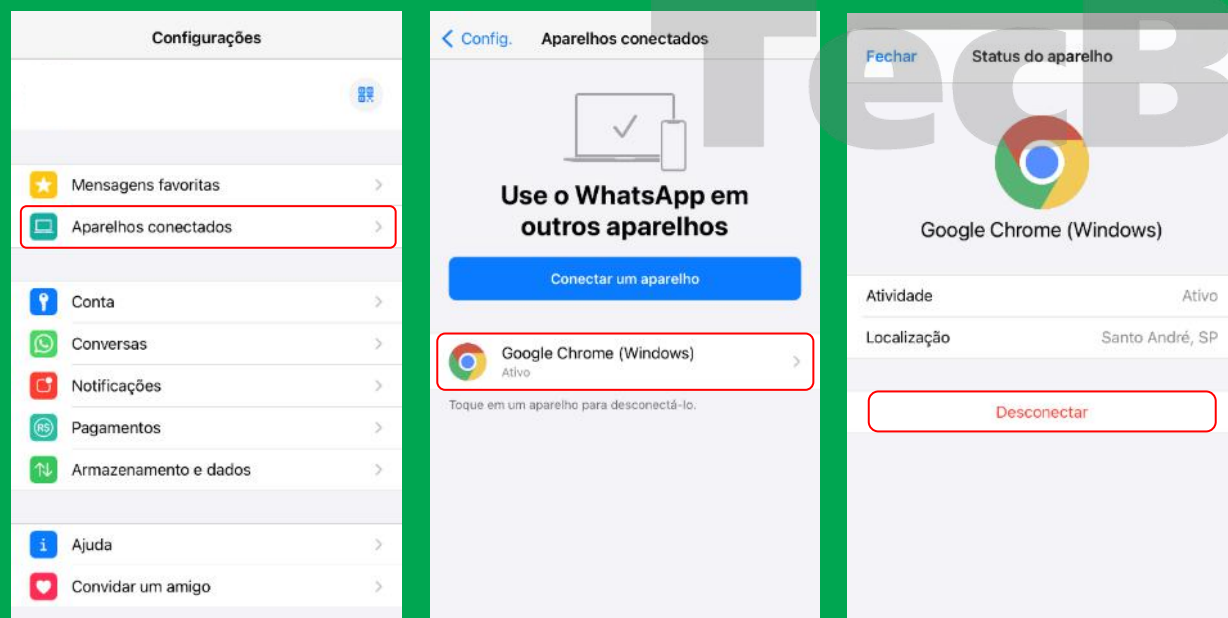 Configurações
Mensagens favoritas
Aparelhos conectados
Conta
Conversas
Notificações
R$
Pagamentos
Armazenamento e dados
i
Ajuda
Convidar um amigo
Config.
Aparelhos conectados
Use o WhatsApp em
outros aparelhos
Conectar um aparelho
Google Chrome (Windows)
Ativo
Toque em um aparelho para desconectá-lo.
TecB
Fechar
Status do aparelho
Google Chrome (Windows)
Atividade
Ativo
Localização
Santo André, SP
Desconectar